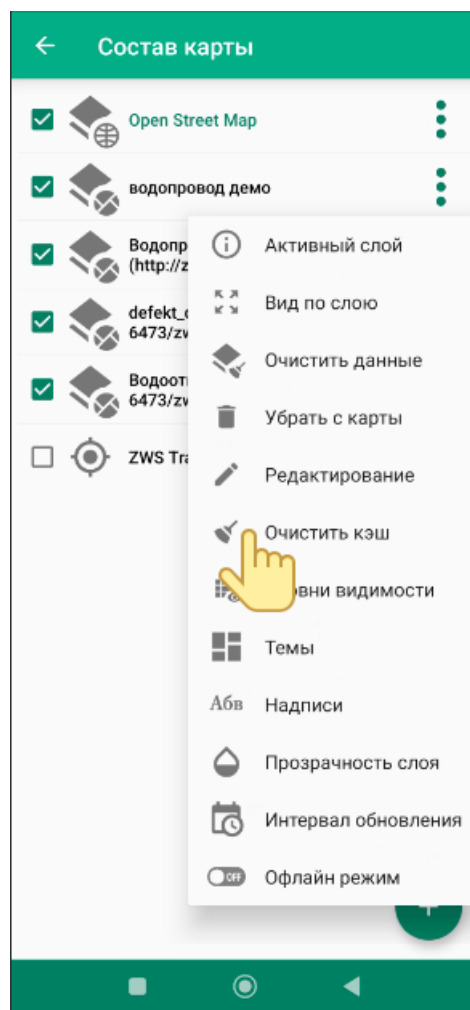 Состав карты
Open Street Map
водопровод демо
Водопр
(http://z
defekt_
6473/z
Водоот
6473/z
ZWS Tra
Активный слой
Вид по слою
Очистить данные
Убрать с карты
Редактирование
Очистить кэш
вни видимости
Темы
Абв Надписи
Прозрачность слоя
Интервал обновления
OFF Офлайн режим